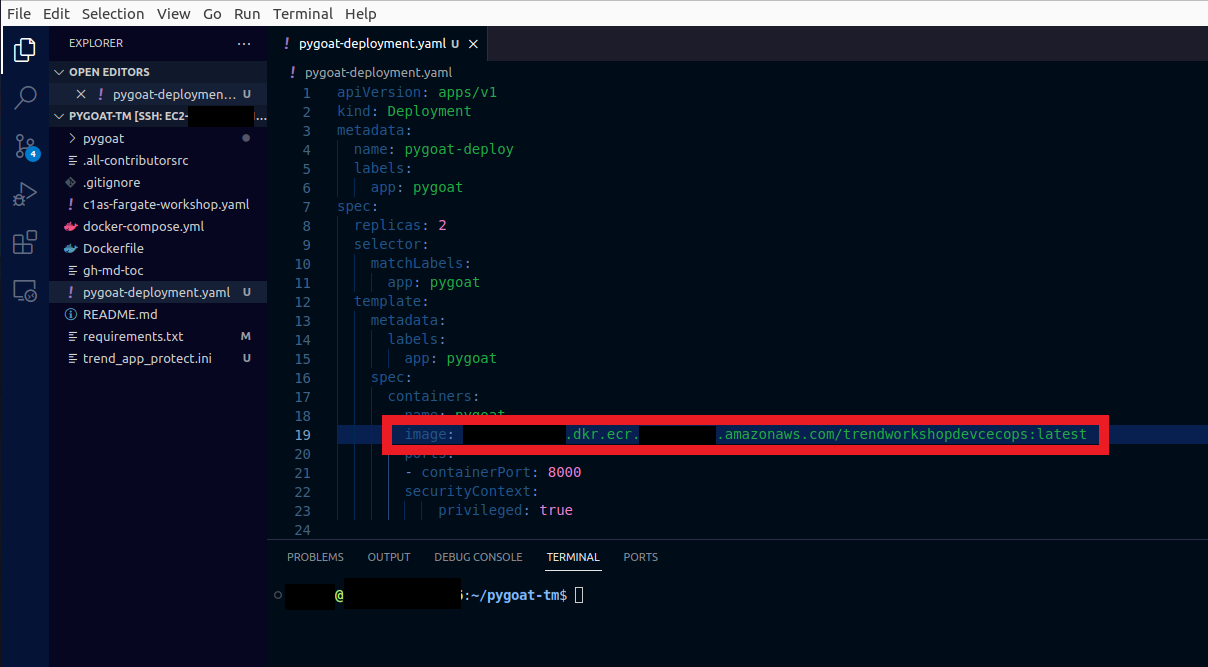 File Edit Selection View Go Run Terminal Help
EXPLORER ...
OPEN EDITORS
× ! pygoat-deploymen... U
PYGOAT-TM [SSH: EC2- ...
pygoat
.all-contributorsrc
.gitignore
! c1as-fargate-workshop.yaml
docker-compose.yml
Dockerfile
gh-md-toc
! pygoat-deployment.yaml U
README.md
requirements.txt M
trend_app_protect.ini U
4
! pygoat-deployment.yaml U ×
! pygoat-deployment.yaml
1 apiVersion: apps/v1
2 kind: Deployment
3 metadata:
4 name: pygoat-deploy
5 labels:
6 app: pygoat
7 spec:
8 replicas: 2
9 selector:
10 matchLabels:
11 app: pygoat
12 template:
13 metadata:
14 labels:
15 app: pygoat
16 spec:
17 containers:
18 name: pygoat
19 image: .dkr.ecr. .amazonaws.com/trendworkshopdevcecops:latest
20 ports:
21 - containerPort: 8000
22 securityContext:
23 privileged: true
24
PROBLEMS OUTPUT DEBUG CONSOLE TERMINAL PORTS
@ :~/pygoat-tm$